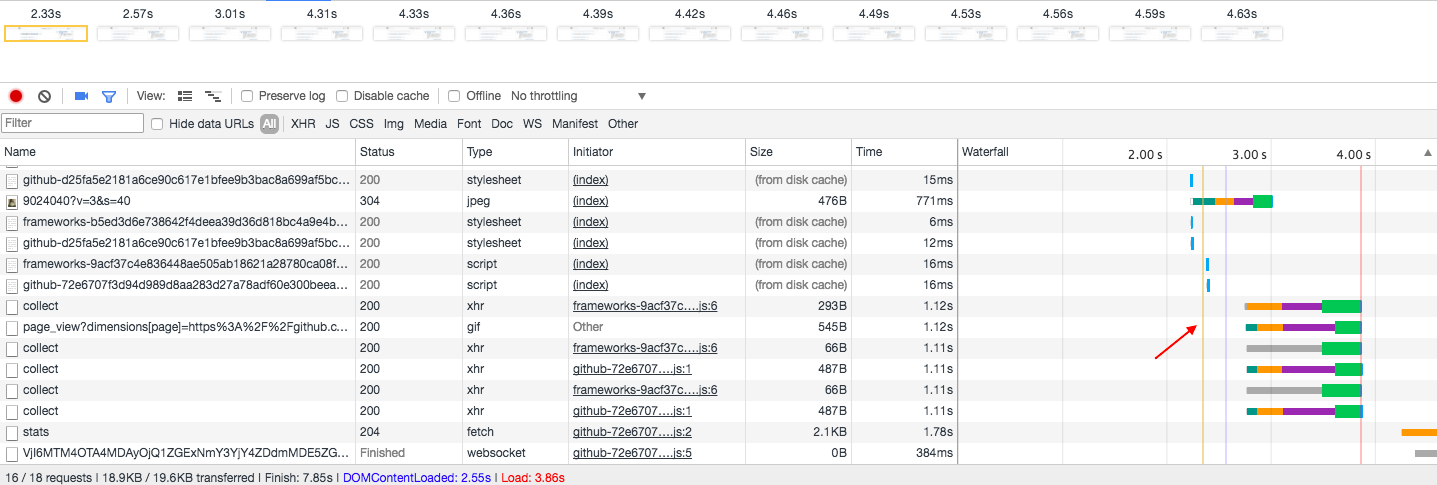 2.33s 2.57s 3.01s 4.31s 4.33s 4.36s 4.39s 4.42s 4.46s 4.49s 4.53s 4.56s 4.59s 4.63s
View: Preserve log Disable cache Offline No throttling ▼
Filter Hide data URLs All XHR JS CSS Img Media Font Doc WS Manifest Other
Name Status Type Initiator Size Time Waterfall 2.00 s 3.00 s 4.00 s ▲
github-d25fa5e2181a6ce90c617e1bfee9b3bac8a699af5bc... 200 stylesheet (index) (from disk cache) 15ms
9024040?v=3&s=40 304 jpeg (index) 476B 771ms
frameworks-b5ed3d6e738642f4deea39d36d818bc4a9e4b... 200 stylesheet (index) (from disk cache) 6ms
github-d25fa5e2181a6ce90c617e1bfee9b3bac8a699af5bc... 200 stylesheet (index) (from disk cache) 12ms
frameworks-9acf37c4e836448ae505ab18621a28780ca08f... 200 script (index) (from disk cache) 16ms
github-72e6707f3d94d989d8aa283d27a78adf60e300beea... 200 script (index) (from disk cache) 16ms
collect 200 xhr frameworks-9acf37c....js:6 293B 1.12s
page_view?dimensions[page]=https%3A%2F%2Fgithub.c... 200 gif Other 545B 1.12s
collect 200 xhr frameworks-9acf37c....js:6 66B 1.11s
collect 200 xhr github-72e6707....js:1 487B 1.11s
collect 200 xhr frameworks-9acf37c....js:6 66B 1.11s
collect 200 xhr github-72e6707....js:1 487B 1.11s
stats 204 fetch github-72e6707....js:2 2.1KB 1.78s
VjI6MTM4OTA4MDAyOjQ1ZGExNmY3YjY4ZDdmMDE5ZG... Finished websocket github-72e6707....js:5 0B 384ms
16 / 18 requests | 18.9KB / 19.6KB transferred | Finish: 7.85s | DOMContentLoaded: 2.55s | Load: 3.86s